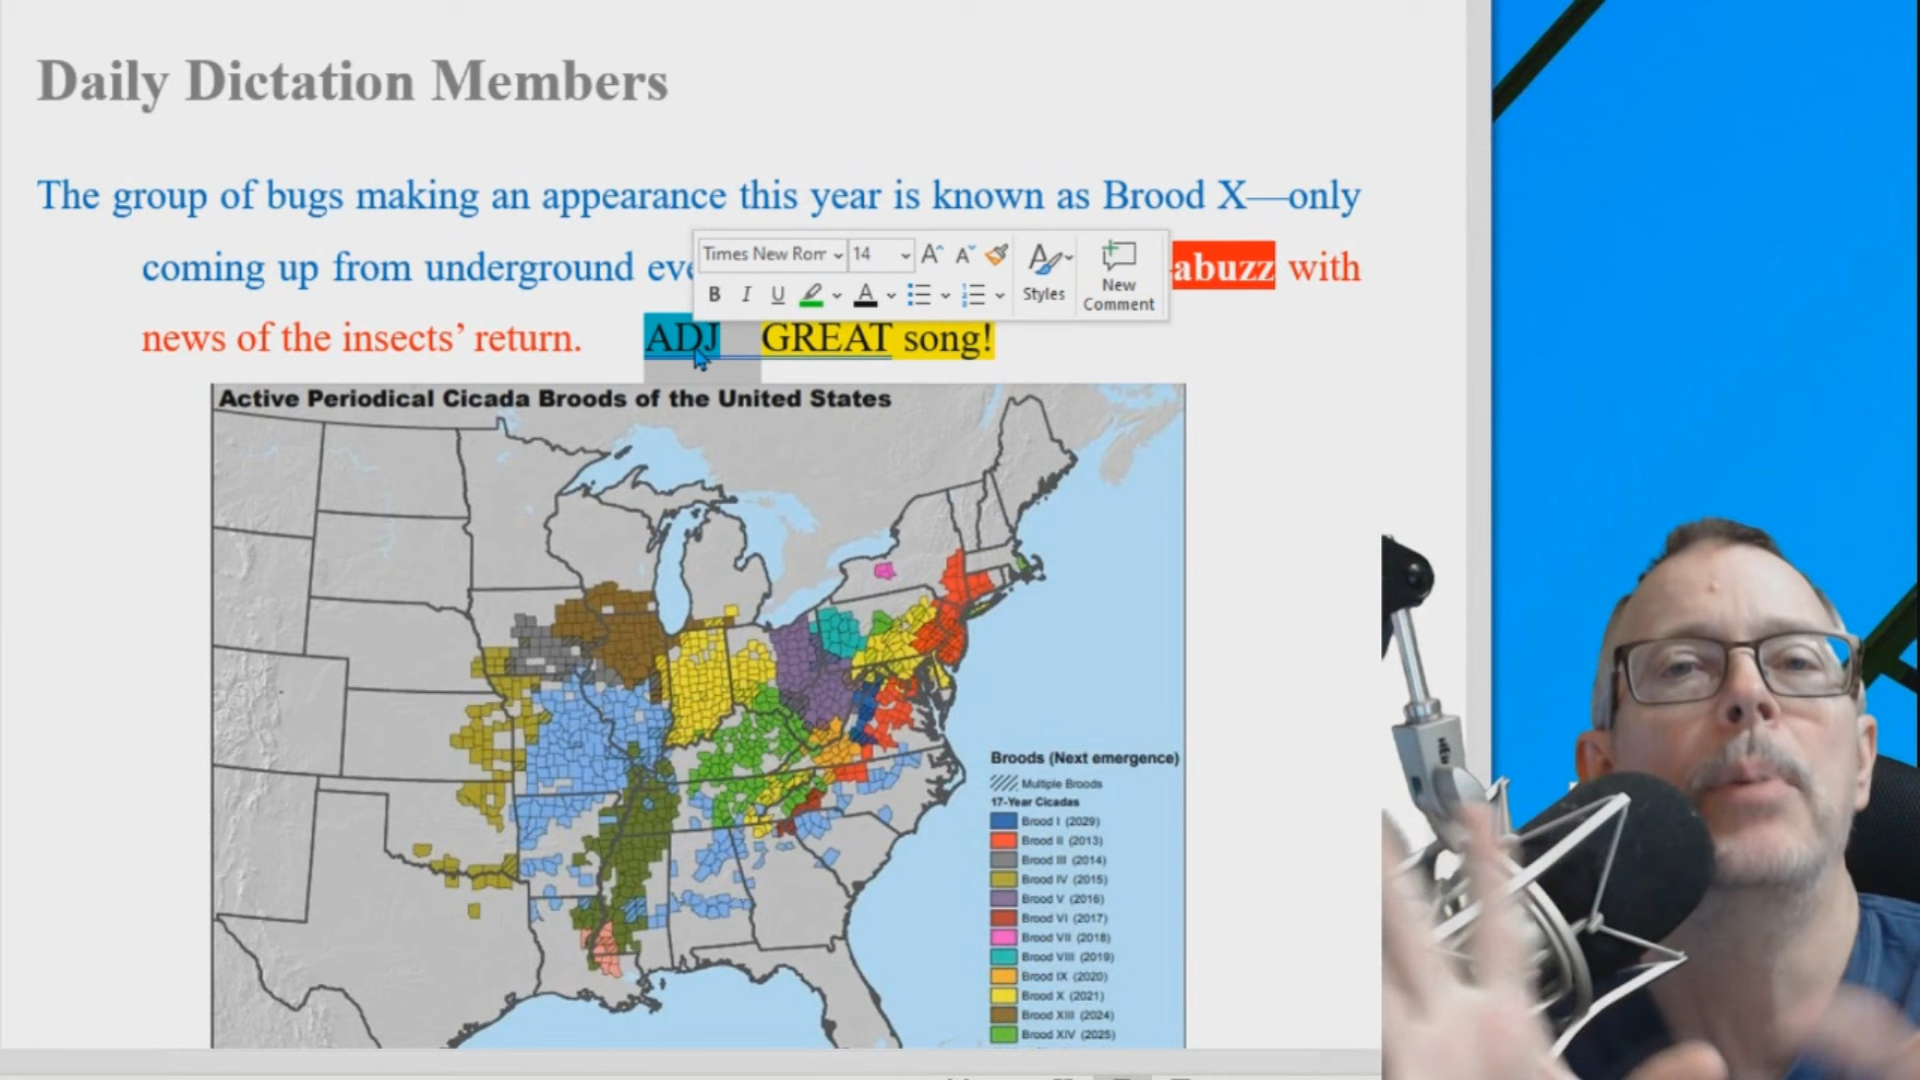 Daily Dictation Members
The group of bugs making an appearance this year is known as Brood X—only
coming up from underground eve
abuzz with
news of the insects’ return. ADJ GREAT song!
Times New Rom 14
B I U Styles New
Comment
Active Periodical Cicada Broods of the United States
Broods (Next emergence)
Multiple Broods
17-Year Cicadas
Brood I (2029)
Brood II (2013)
Brood III (2014)
Brood IV (2015)
Brood V (2016)
Brood VI (2017)
Brood VII (2018)
Brood VIII (2019)
Brood IX (2020)
Brood X (2021)
Brood XIII (2024)
Brood XIV (2025)